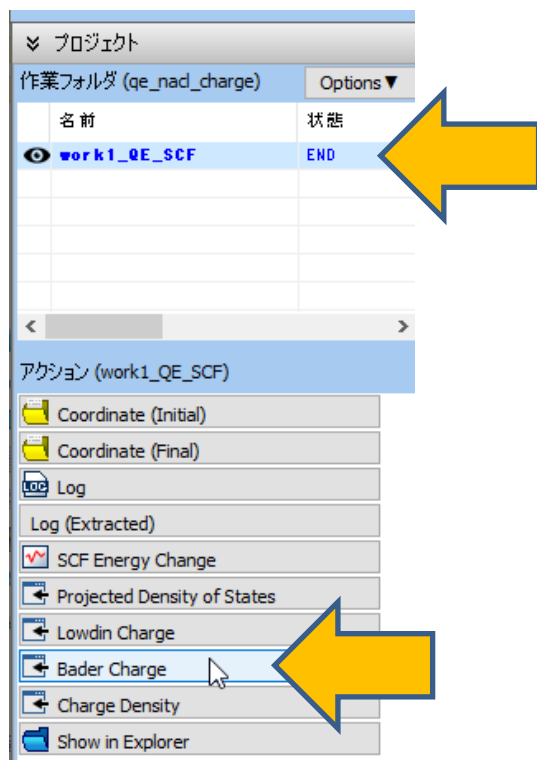 プロジェクト
作業フォルダ (qe_nacl_charge) Options▼
名前 状態
work1_QE_SCF END
アクション (work1_QE_SCF)
Coordinate (Initial)
Coordinate (Final)
LOG Log
Log (Extracted)
SCF Energy Change
Projected Density of States
Lowdin Charge
Bader Charge
Charge Density
Show in Explorer